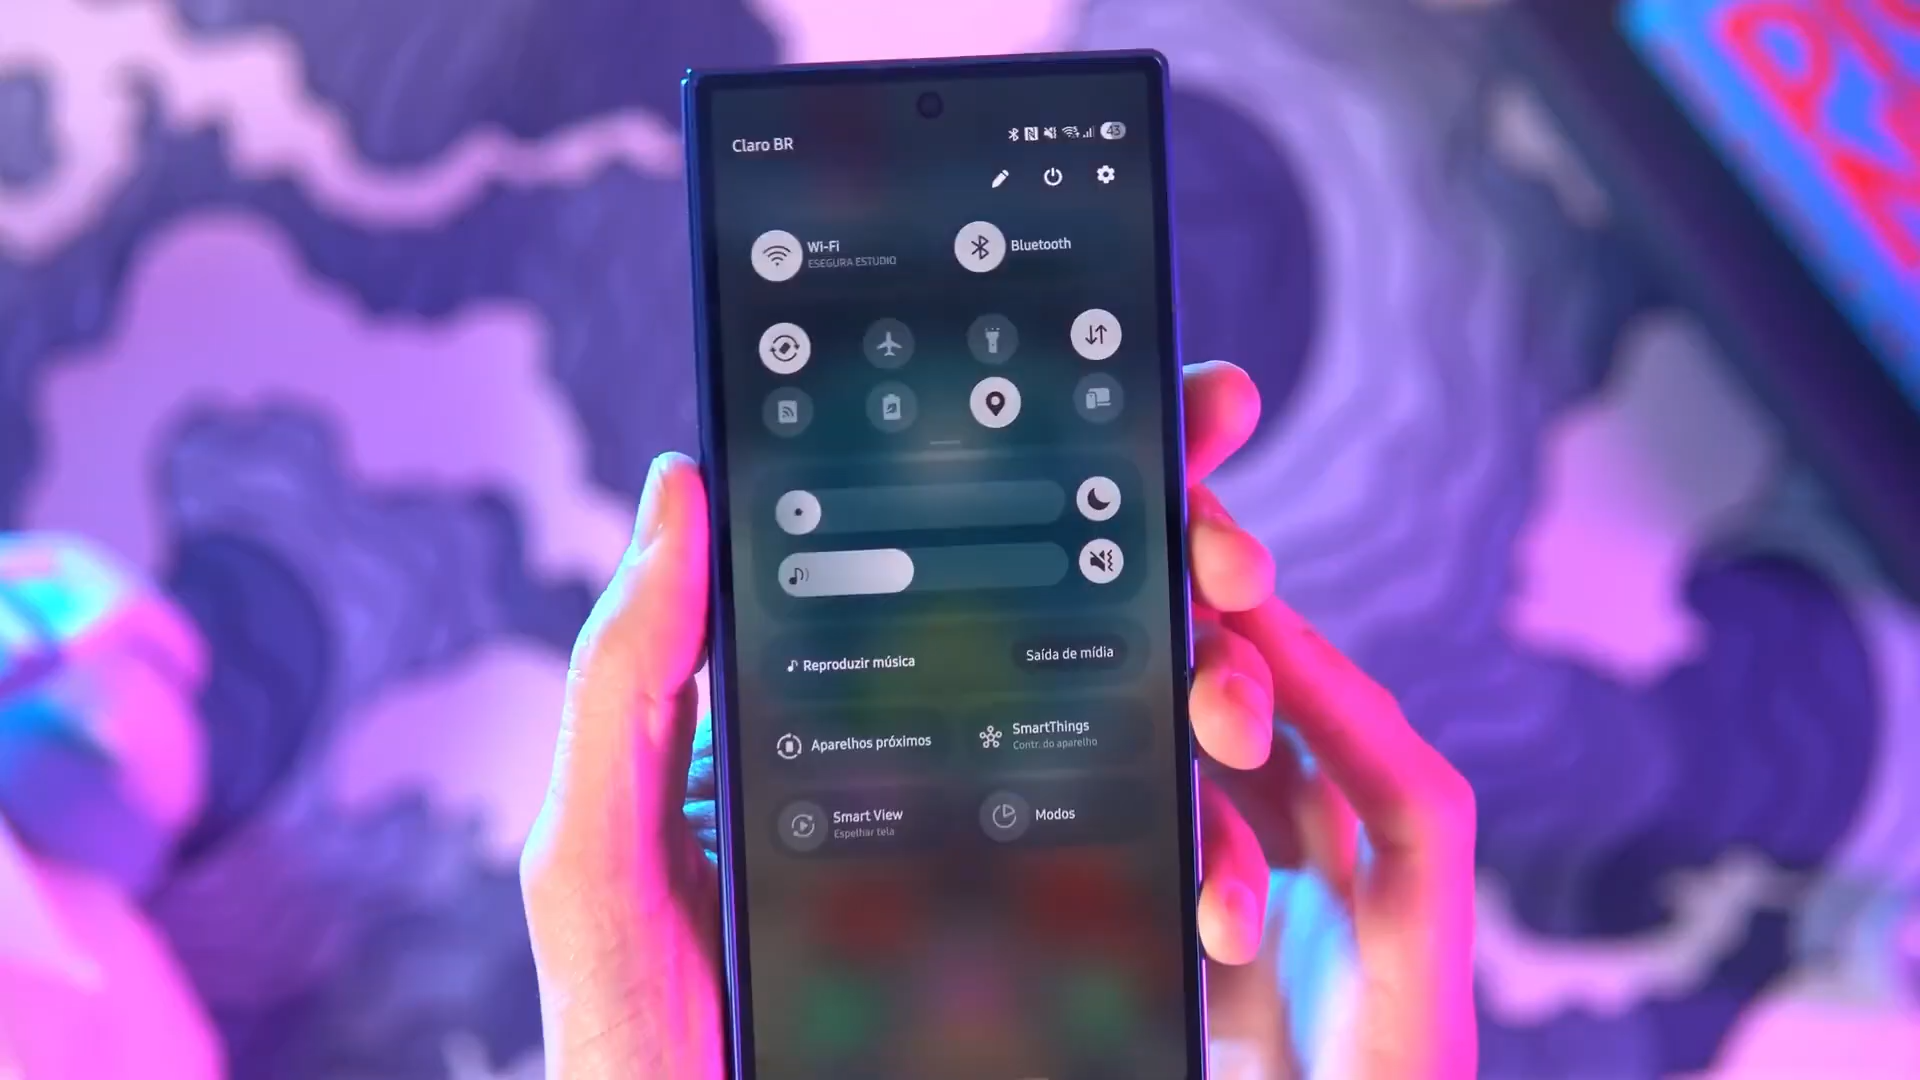 Claro BR
43
Wi-Fi
ESEGURA ESTUDIO
Bluetooth
Reproduzir música
Saída de mídia
Aparelhos próximos
SmartThings
Contr. do aparelho
Smart View
Espelhar tela
Modos